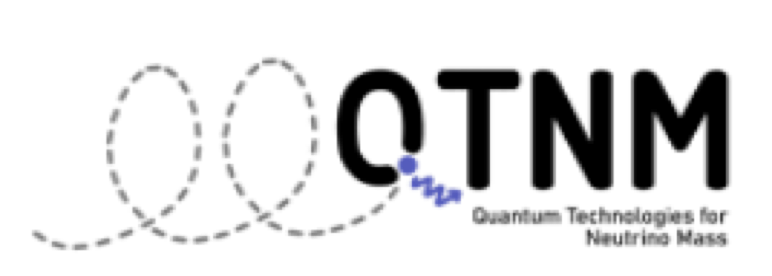 QTNM
Quantum Technologies for
Neutrino Mass